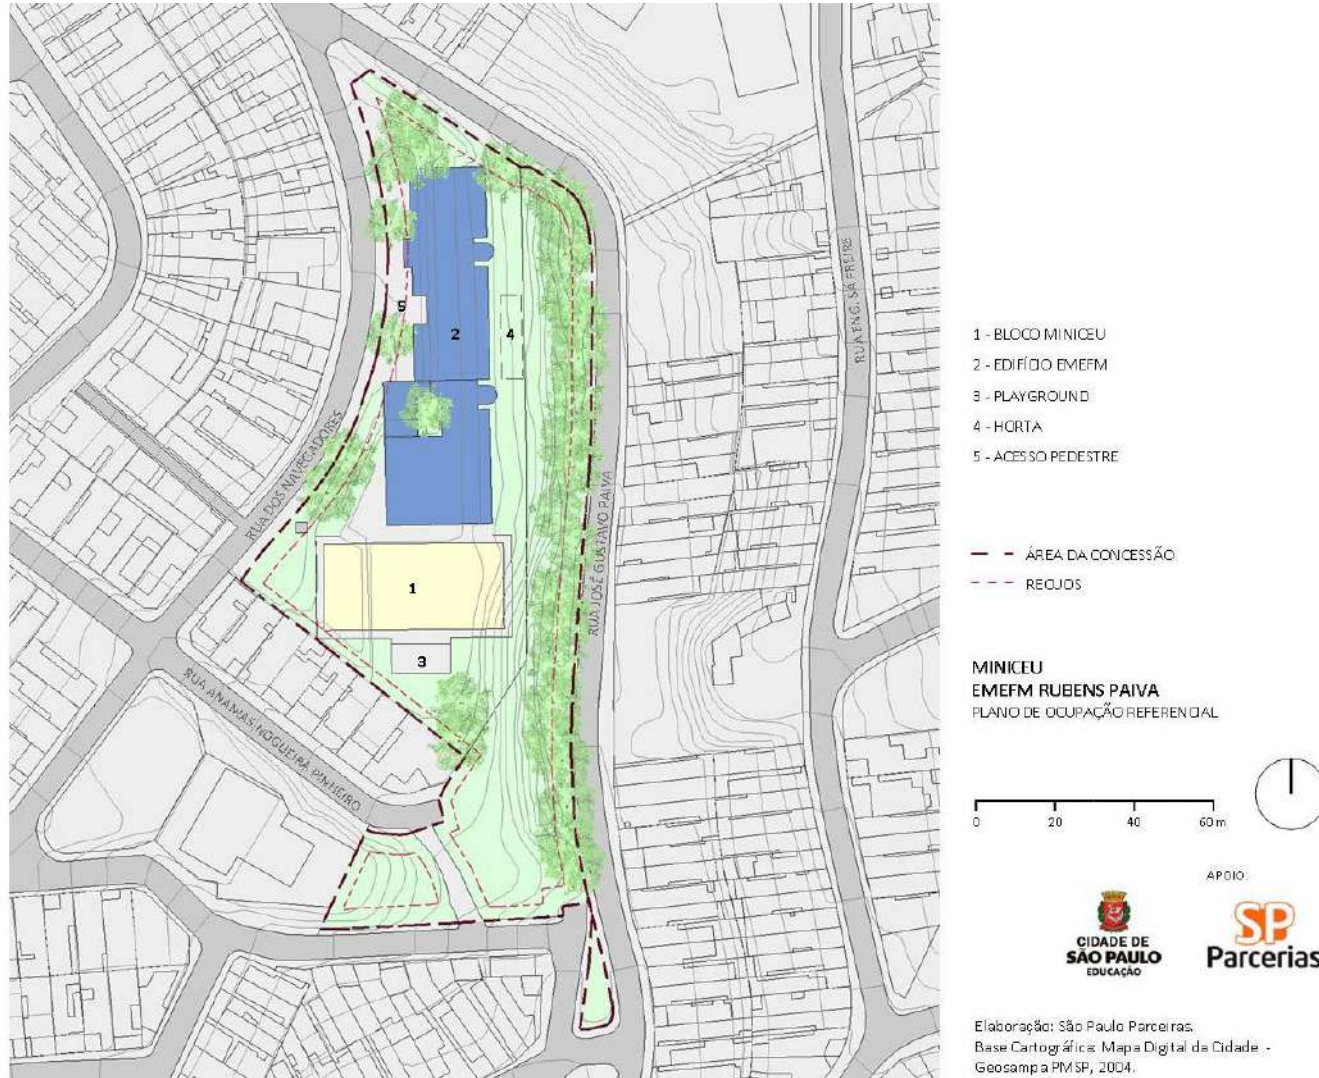 RUA DOS NAVEGADORES
RUA JOSÉ GUSTAVO PAIVA
RUA ENG. SÁ FREIRE
RUA ANAMAS NOGUEIRA PINHEIRO
5
2
4
1
3
1 - BLOCO MINICEU
2 - EDIFÍCIO EMEFM
3 - PLAYGROUND
4 - HORTA
5 - ACESSO PEDESTRE
ÁREA DA CONCESSÃO
RECUOS
MINICEU
EMEFM RUBENS PAIVA
PLANO DE OCUPAÇÃO REFERENCIAL
0 20 40 60m
APOIO:
CIDADE DE
SÃO PAULO
EDUCAÇÃO
SP
Parcerias
Elaboração: São Paulo Parceiras.
Base Cartográfica: Mapa Digital da Cidade -
Geosampa PMSP, 2004.